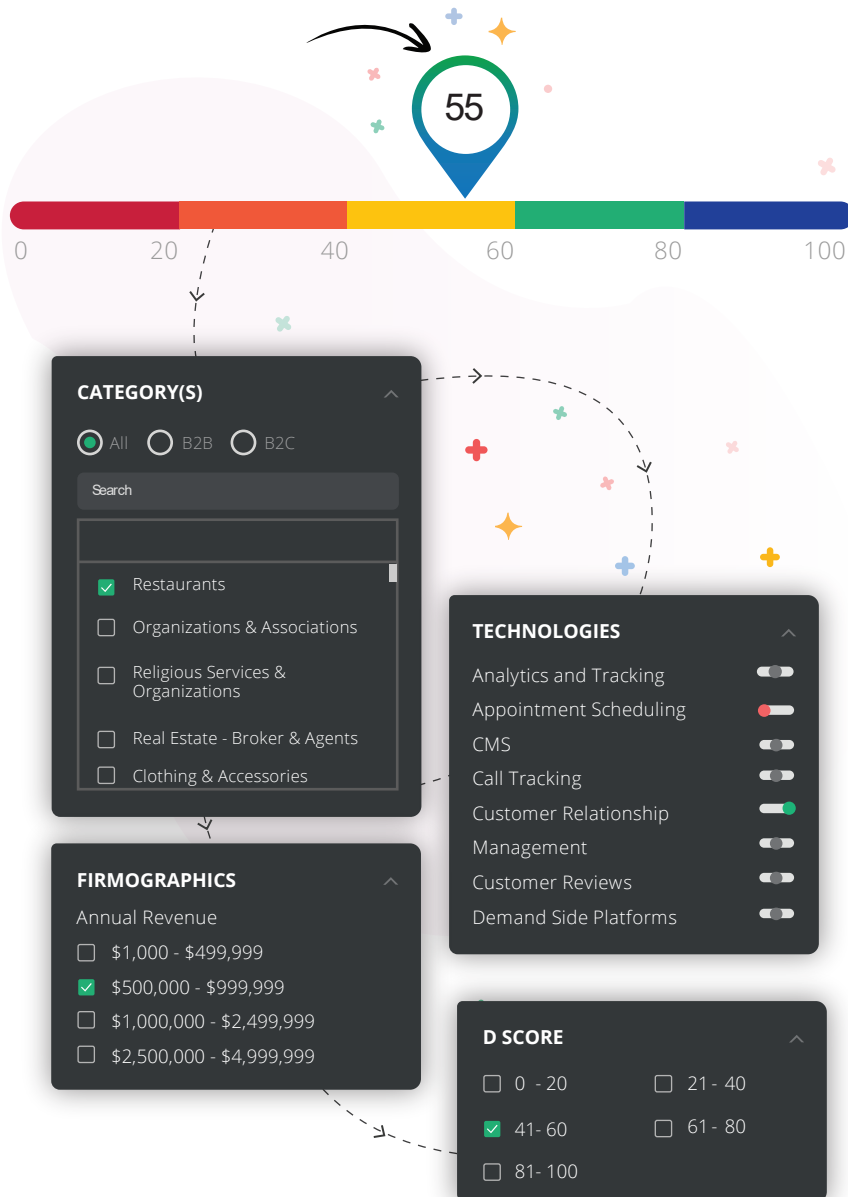 55
0 20 40 60 80 100
CATEGORY(S)
All B2B B2C
Search
Restaurants
Organizations & Associations
Religious Services &
Organizations
Real Estate - Broker & Agents
Clothing & Accessories
TECHNOLOGIES
Analytics and Tracking
Appointment Scheduling
CMS
Call Tracking
Customer Relationship
Management
Customer Reviews
Demand Side Platforms
FIRMOGRAPHICS
Annual Revenue
$1,000 - $499,999
$500,000 - $999,999
$1,000,000 - $2,499,999
$2,500,000 - $4,999,999
D SCORE
0 - 20 21- 40
41- 60 61- 80
81- 100